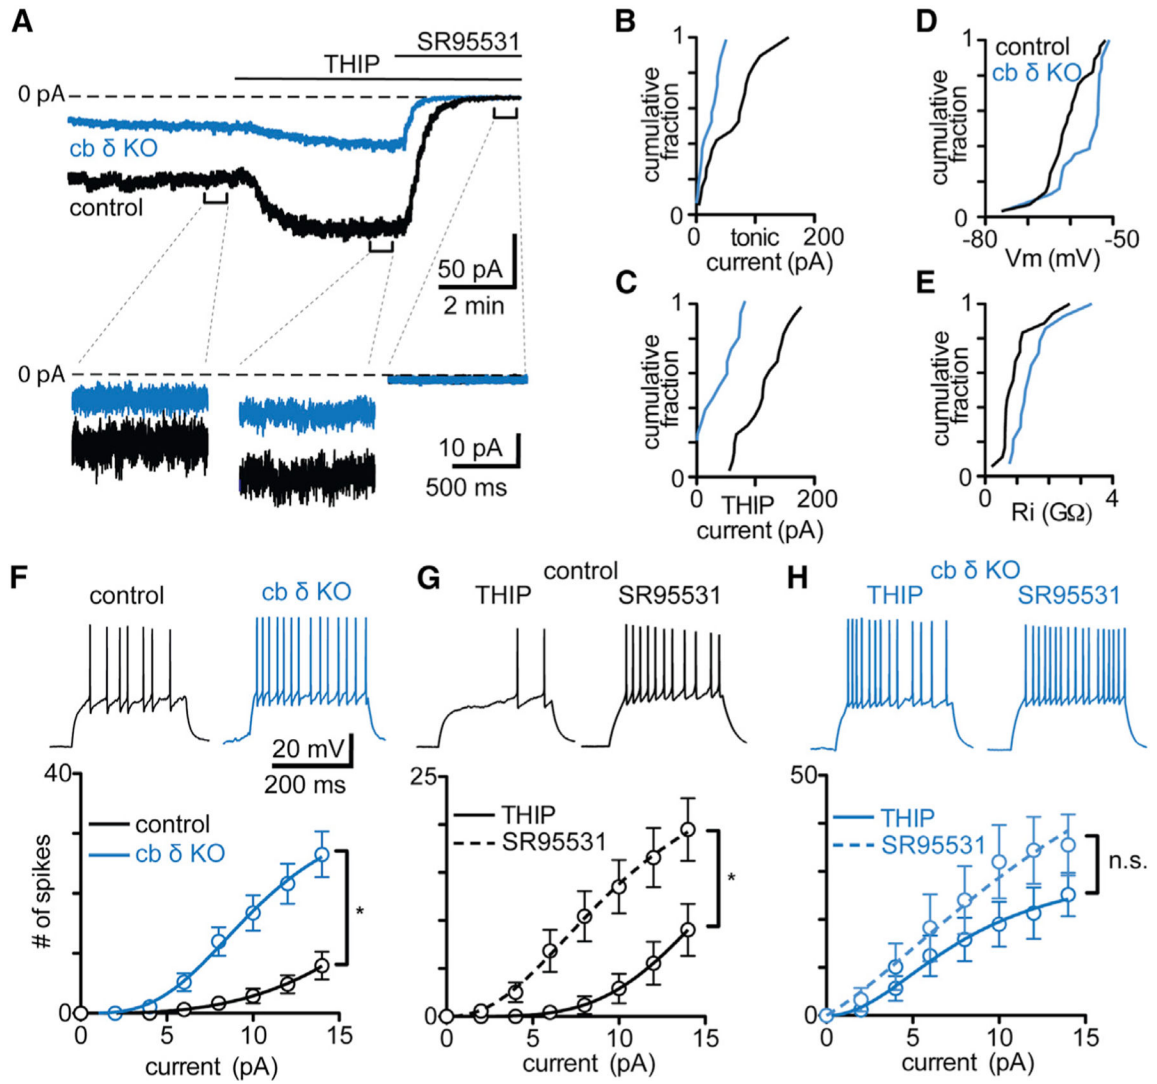 A
SR95531
THIP
0 pA
cb δ KO
control
50 pA
2 min
0 pA
10 pA
500 ms
B
1
cumulative
fraction
0
0
tonic
200
current (pA)
C
1
cumulative
fraction
0
0
THIP
200
current (pA)
D
1
control
cb δ KO
cumulative
fraction
0
-80
-50
Vm (mV)
E
1
cumulative
fraction
0
0
4
Ri (GΩ)
F
control
cb δ KO
20 mV
200 ms
40
control
cb δ KO
# of spikes
*
0
0
5
10
15
current (pA)
G
control
THIP
SR95531
25
THIP
SR95531
*
0
0
5
10
15
current (pA)
H
cb δ KO
THIP
SR95531
50
THIP
SR95531
n.s.
0
0
5
10
15
current (pA)